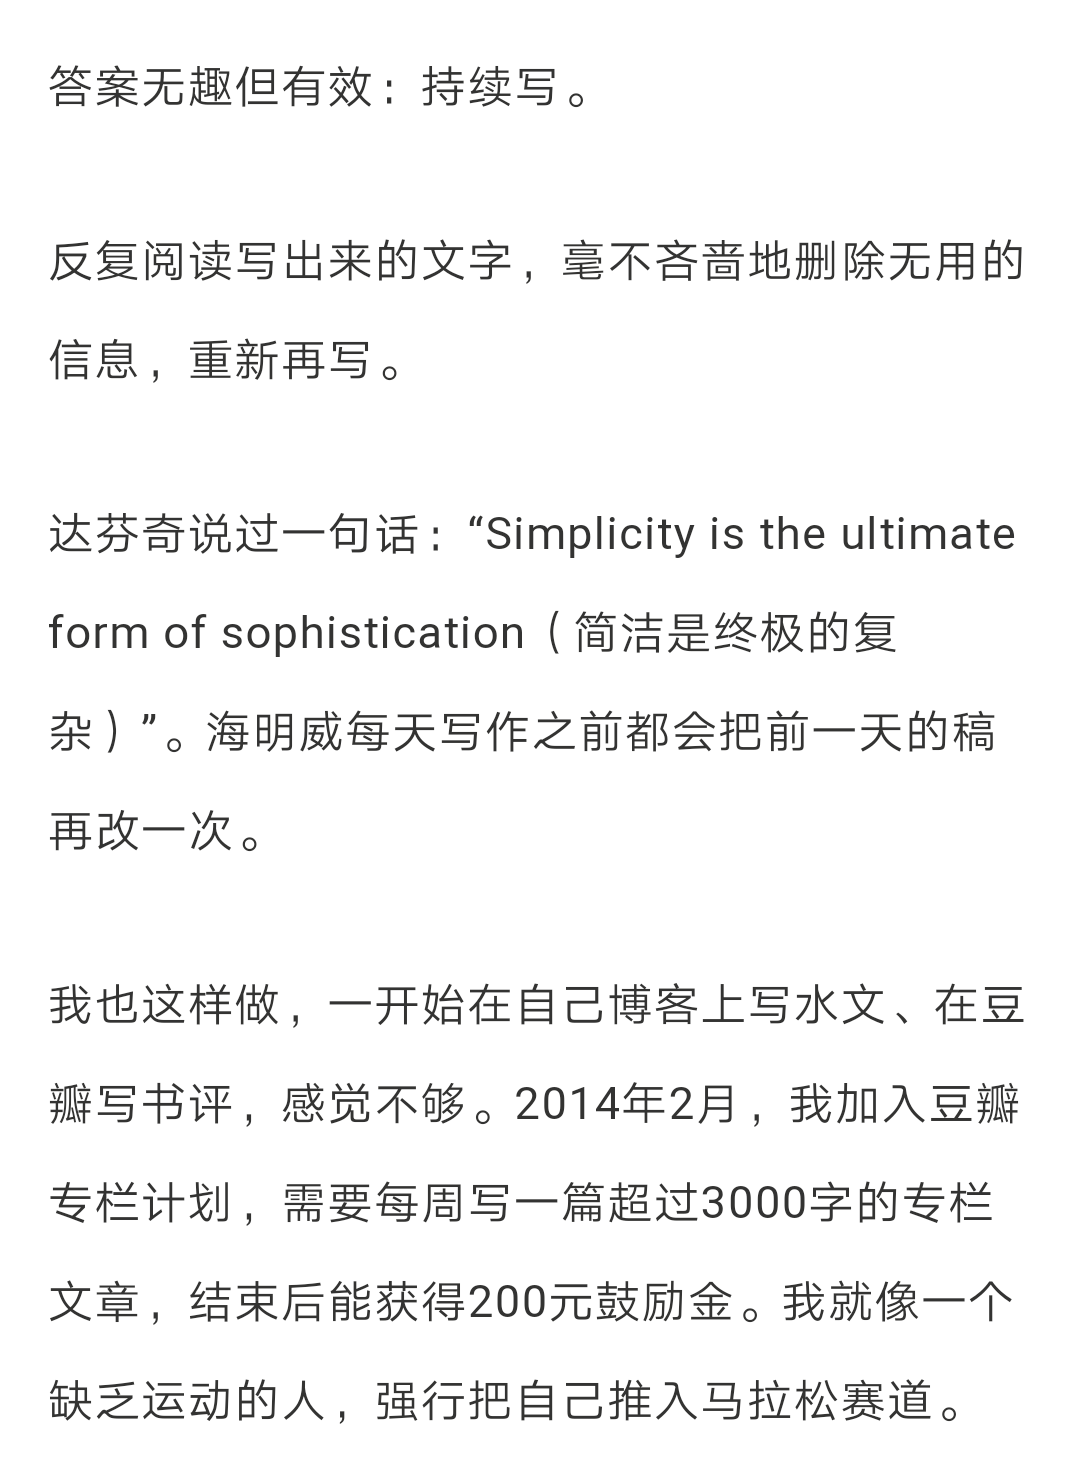 答案无趣但有效：持续写。
反复阅读写出来的文字，毫不吝啬地删除无用的
信息，重新再写。
达芬奇说过一句话：“Simplicity is the ultimate
form of sophistication（简洁是终极的复
杂）”。海明威每天写作之前都会把前一天的稿
再改一次。
我也这样做，一开始在自己博客上写水文、在豆
瓣写书评，感觉不够。2014年2月，我加入豆瓣
专栏计划，需要每周写一篇超过3000字的专栏
文章，结束后能获得200元鼓励金。我就像一个
缺乏运动的人，强行把自己推入马拉松赛道。